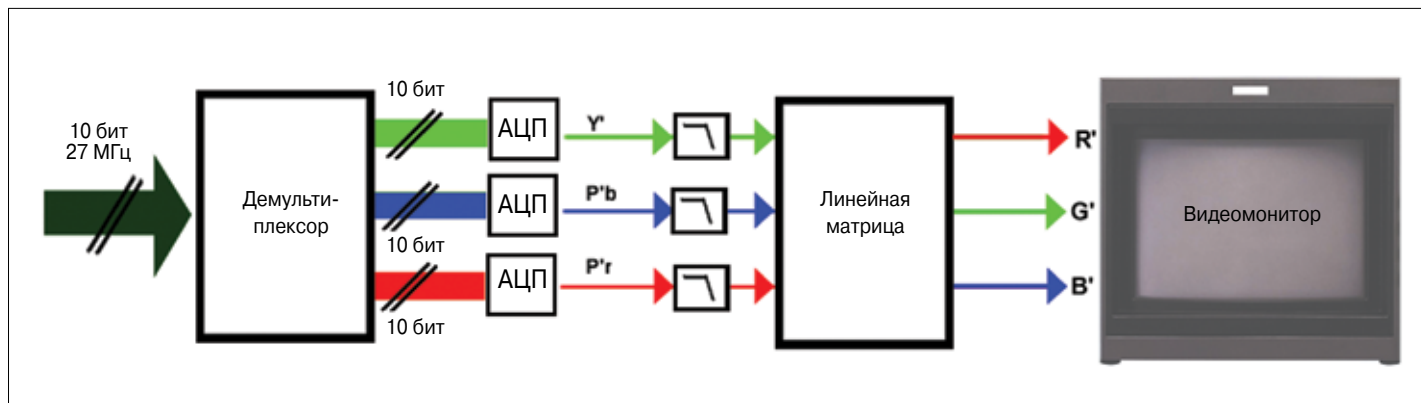 10 бит
27 МГц
Демульти-
плексор
10 бит
10 бит
10 бит
АЦП
АЦП
АЦП
Y'
P'b
P'r
Линейная
матрица
R'
G'
B'
Видеомонитор